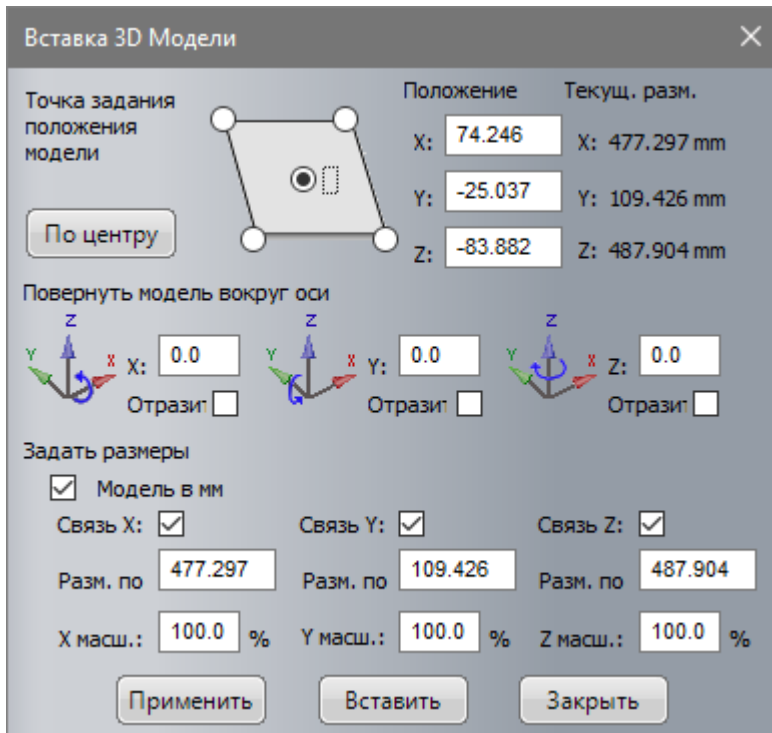 Вставка 3D Модели
Точка задания положения модели
По центру
Положение Текущ. разм.
X: 74.246 X: 477.297 mm
Y: -25.037 Y: 109.426 mm
Z: -83.882 Z: 487.904 mm
Повернуть модель вокруг оси
Z Y X X: 0.0 Z Y X Y: 0.0 Z Y X Z: 0.0
Отразит Отразит Отразит
Задать размеры
Модель в мм
Связь X: Связь Y: Связь Z:
Разм. по 477.297 Разм. по 109.426 Разм. по 487.904
X масш.: 100.0 % Y масш.: 100.0 % Z масш.: 100.0 %
Применить Вставить Закрыть